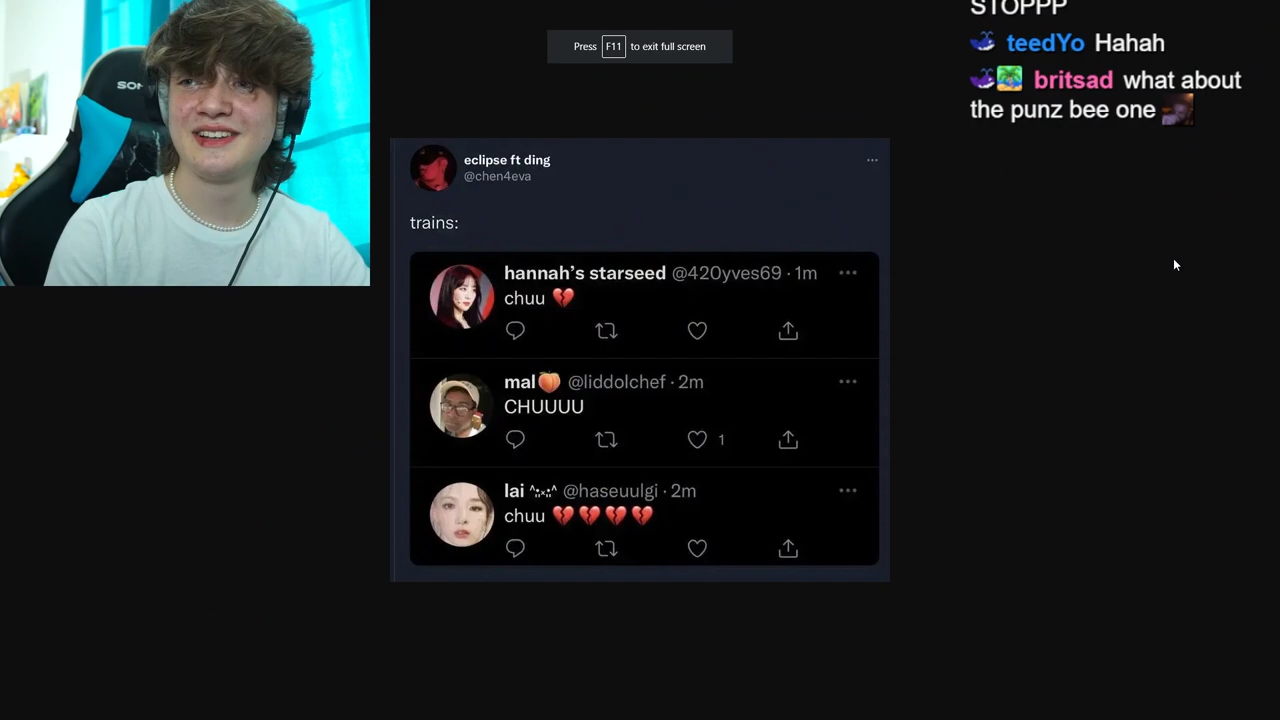 STOPPP
teedYo Hahah
britsad what about
the punz bee one
Press F11 to exit full screen
eclipse ft ding
@chen4eva
trains:
hannah’s starseed @420yves69 · 1m
chuu 💔
mal🍑 @liddolchef · 2m
CHUUUU
1
lai ^;x;^ @haseuulgi · 2m
chuu 💔💔💔💔